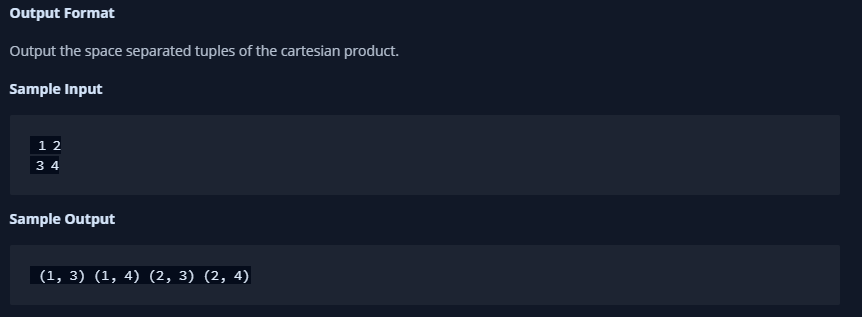 Output Format
Output the space separated tuples of the cartesian product.
Sample Input
1 2
3 4
Sample Output
(1, 3) (1, 4) (2, 3) (2, 4)